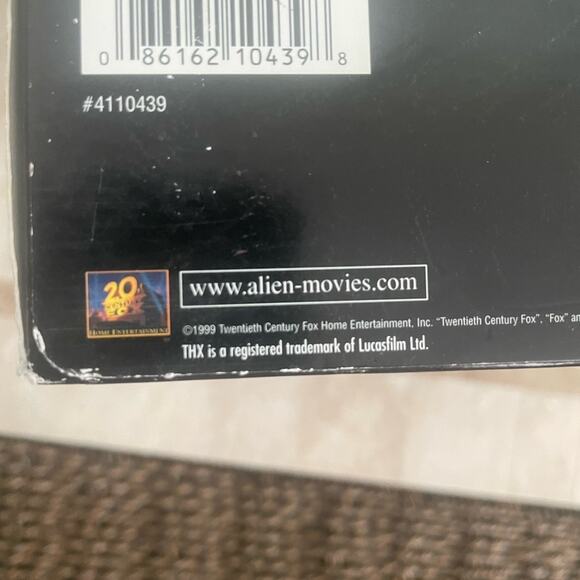 0 86162 10439 8
#4110439
20
CENTURY
FOX
HOME ENTERTAINMENT
www.alien-movies.com
©1999 Twentieth Century Fox Home Entertainment, Inc. "Twentieth Century Fox", "Fox" an
THX is a registered trademark of Lucasfilm Ltd.